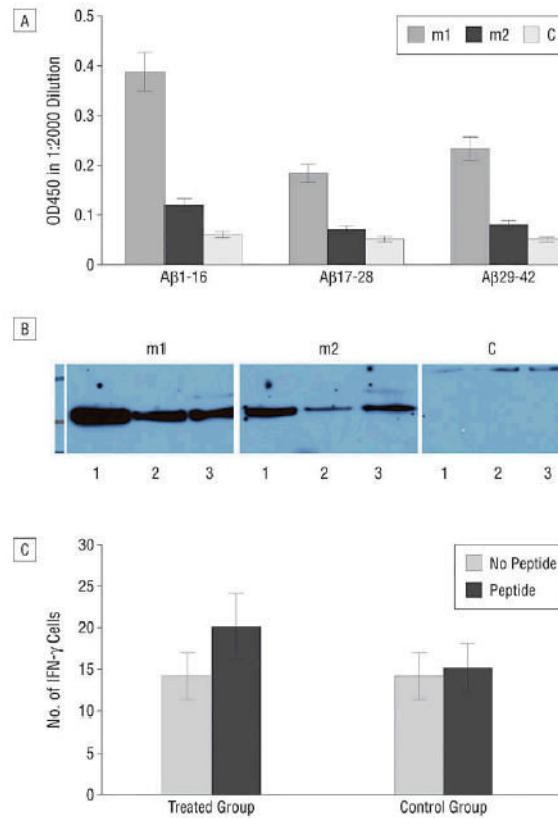 A
0.5
0.4
0.3
0.2
0.1
0
OD450 in 1:2000 Dilution
m1 m2 C
Aβ1-16 Aβ17-28 Aβ29-42
B
m1 m2 C
1 2 3 1 2 3 1 2 3
C
30
25
20
15
10
5
0
No. of IFN-γ Cells
No Peptide
Peptide
Treated Group Control Group